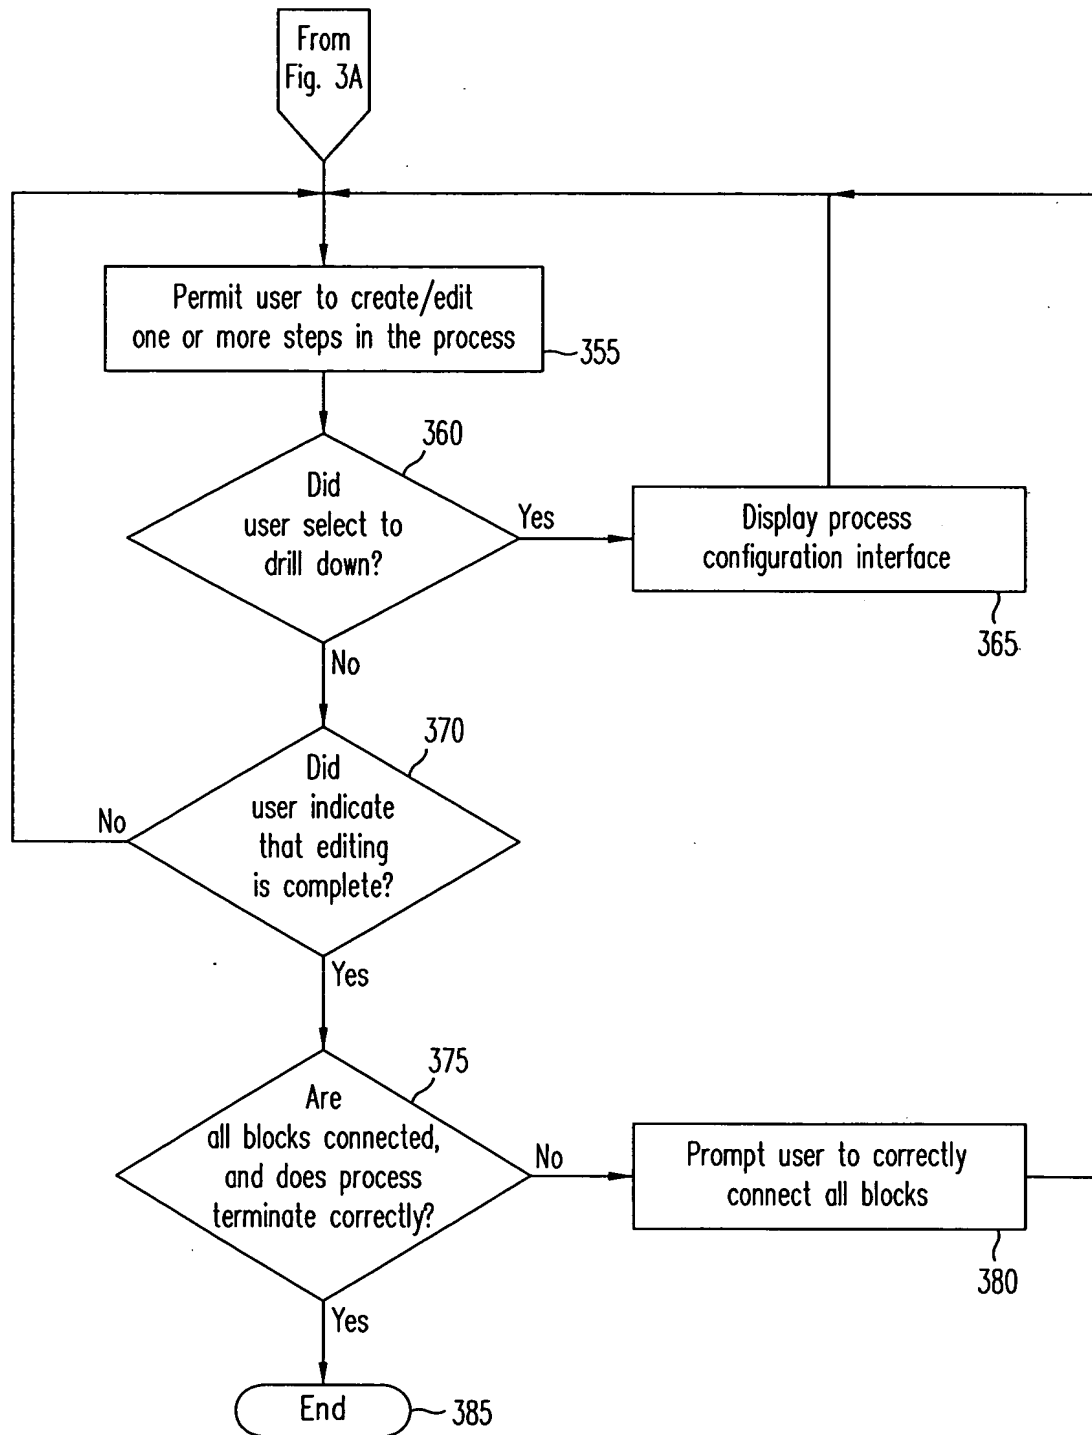 From
Fig. 3A
Permit user to create/edit
one or more steps in the process
355
360
Did
user select to
drill down?
Yes
Display process
configuration interface
365
No
370
Did
user indicate
that editing
is complete?
No
Yes
375
Are
all blocks connected,
and does process
terminate correctly?
No
Prompt user to correctly
connect all blocks
380
Yes
End
385